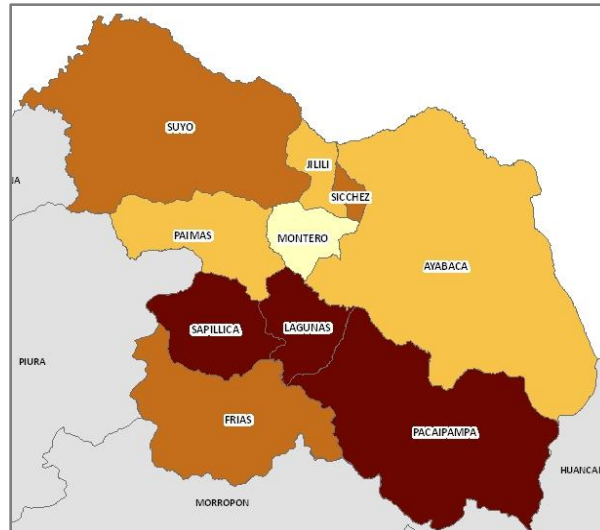 SUYO
JILILI
SICCHEZ
PAIMAS
MONTERO
AYABACA
SAPILLICA
LAGUNAS
PIURA
FRIAS
PACAIPAMPA
HUANCA
MORROPON